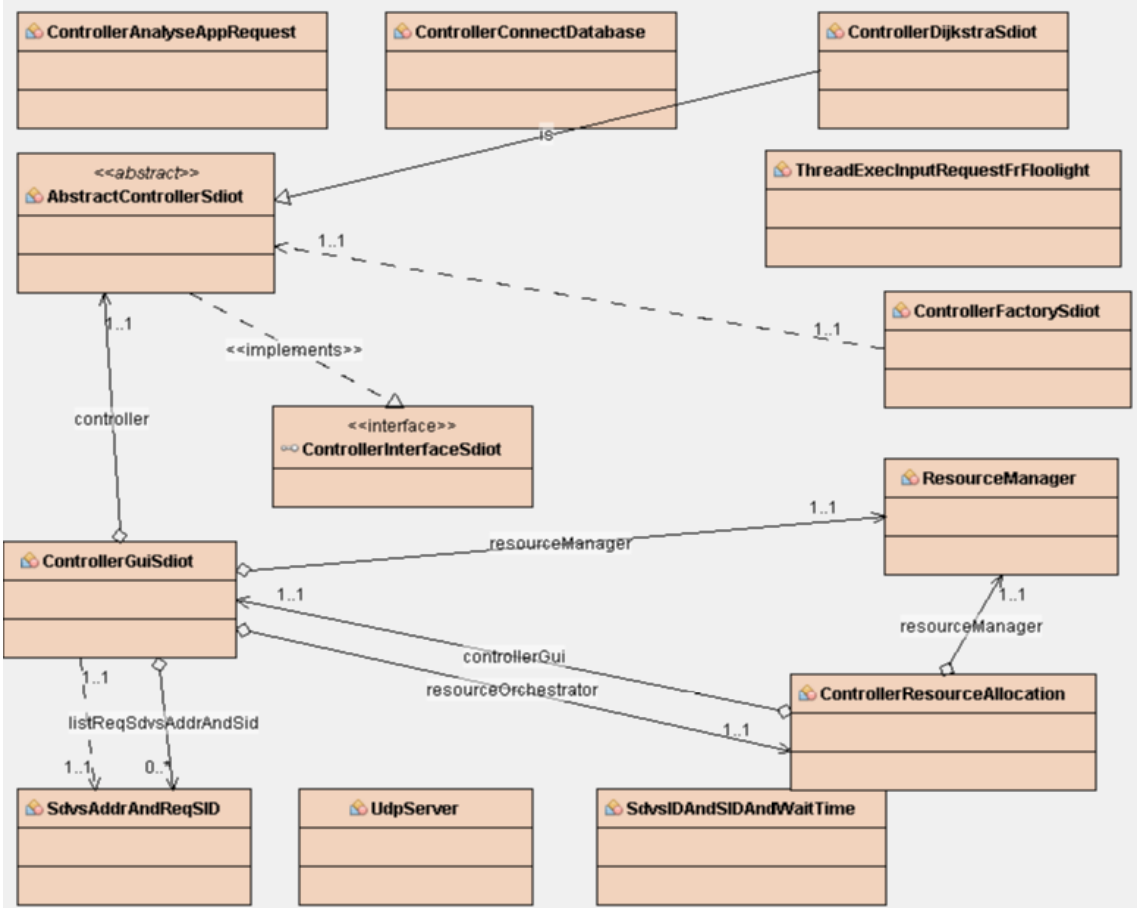 ControllerAnalyseAppRequest
ControllerConnectDatabase
ControllerDijkstraSdiot
is
<<abstract>>
AbstractControllerSdiot
ThreadExecInputRequestFrFloolight
1..1
1..1
ControllerFactorySdiot
1..1
<<implements>>
controller
<<interface>>
ControllerInterfaceSdiot
ResourceManager
1..1
resourceManager
ControllerGuiSdiot
1..1
1..1
resourceManager
controllerGui
resourceOrchestrator
1..1
ControllerResourceAllocation
1..1
listReqSdvsAddrAndSid
1..1
0..*
SdvsAddrAndReqSID
UdpServer
SdvsIDAndSIDAndWaitTime